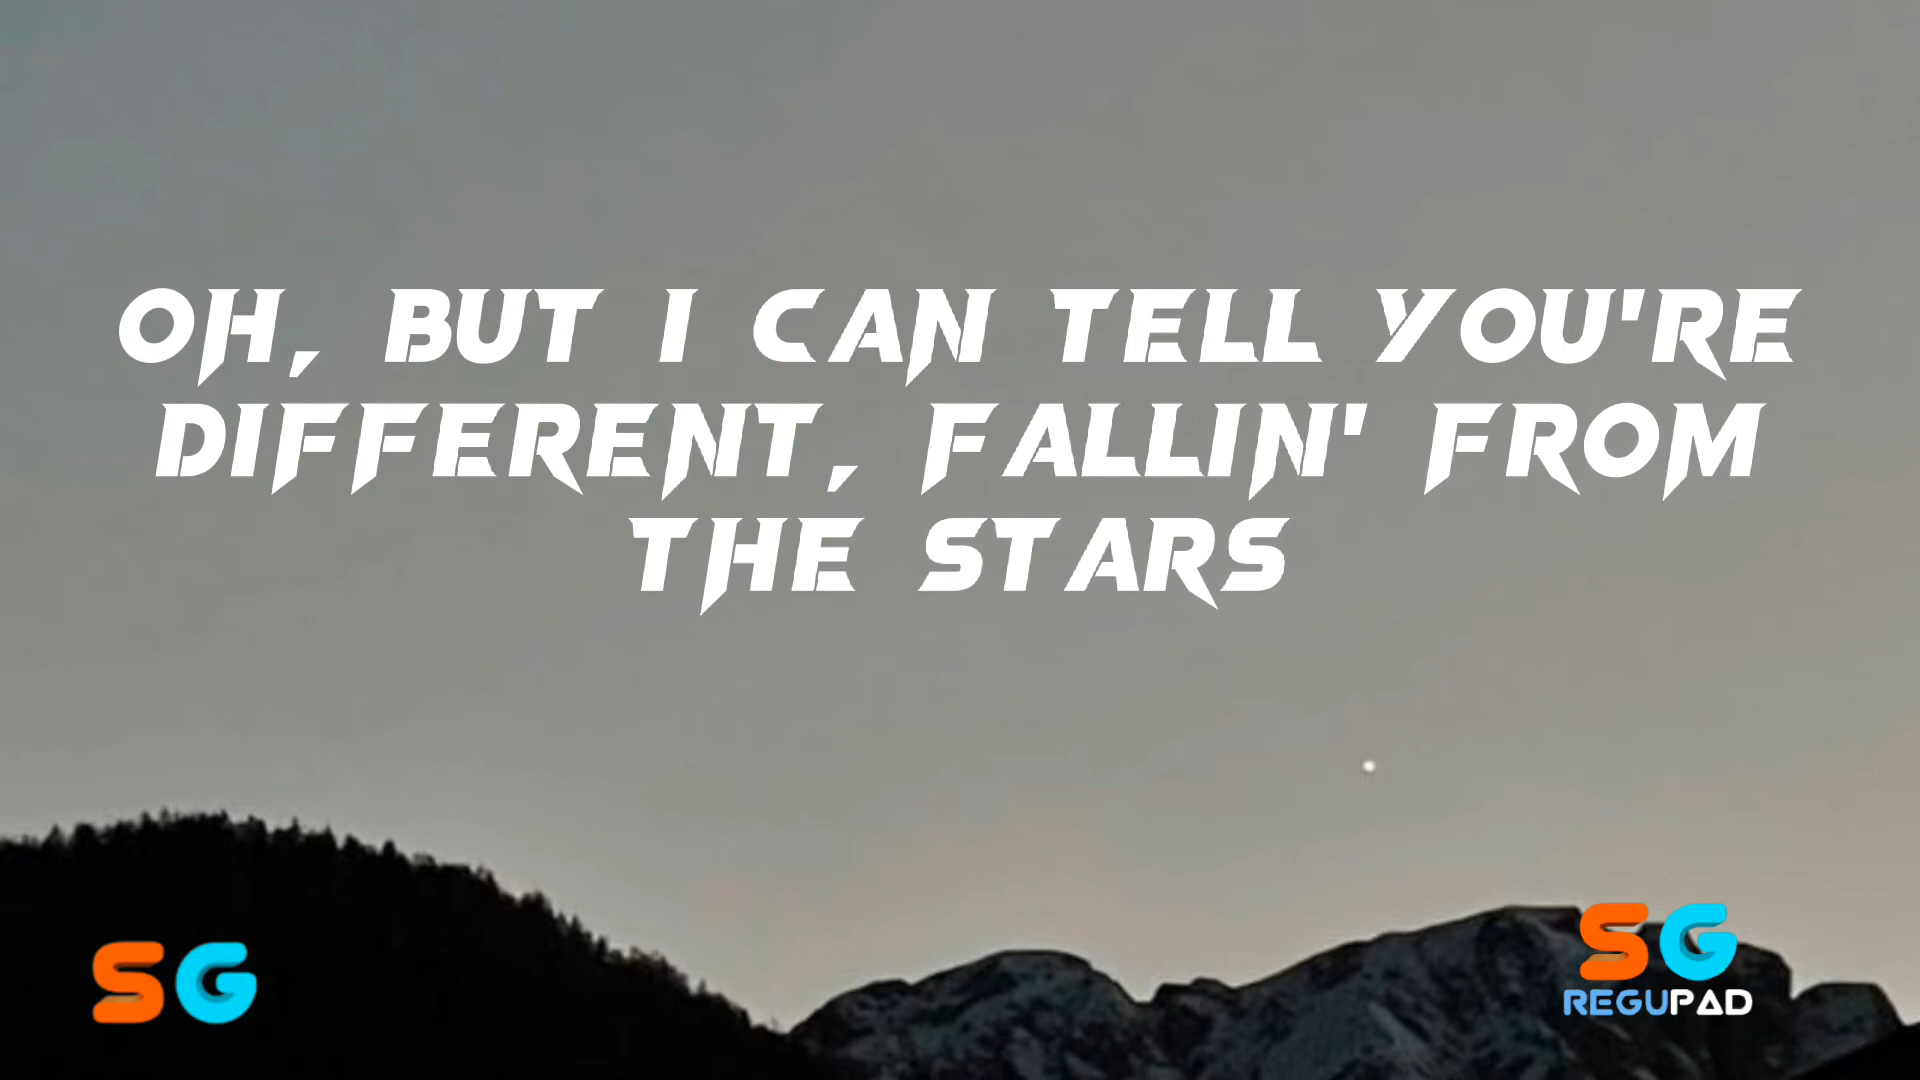 OH, BUT I CAN TELL YOU'RE
DIFFERENT, FALLIN' FROM
THE STARS
SG
SG
REGUPAD